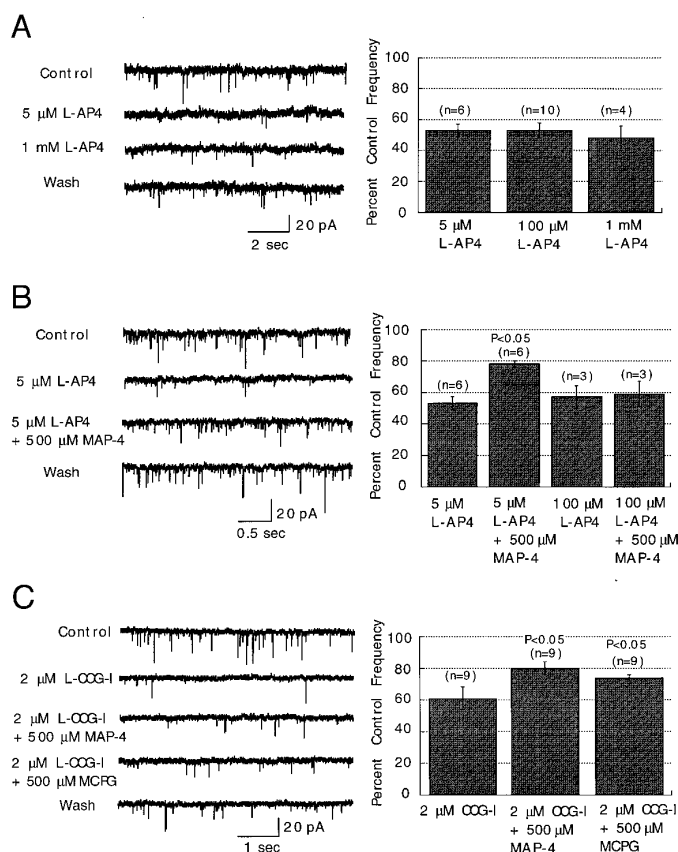 A
Control
5 µM L-AP4
1 mM L-AP4
Wash
20 pA
2 sec
Percent Control Frequency
100
80
60
40
20
0
(n=6)
(n=10)
(n=4)
5 µM
L-AP4
100 µM
L-AP4
1 mM
L-AP4
B
Control
5 µM L-AP4
5 µM L-AP4
+ 500 µM MAP-4
Wash
20 pA
0.5 sec
Percent Control Frequency
100
80
60
40
20
0
(n=6)
P<0.05
(n=6)
(n=3)
(n=3)
5 µM
L-AP4
5 µM
L-AP4
+ 500 µM
MAP-4
100 µM
L-AP4
100 µM
L-AP4
+ 500 µM
MAP-4
C
Control
2 µM L-CCG-I
2 µM L-CCG-I
+ 500 µM MAP-4
2 µM L-CCG-I
+ 500 µM MCPG
Wash
20 pA
1 sec
Percent Control Frequency
100
80
60
40
20
0
(n=9)
P<0.05
(n=9)
P<0.05
(n=9)
2 µM CCG-I
2 µM CCG-I
+ 500 µM
MAP-4
2 µM CCG-I
+ 500 µM
MCPG